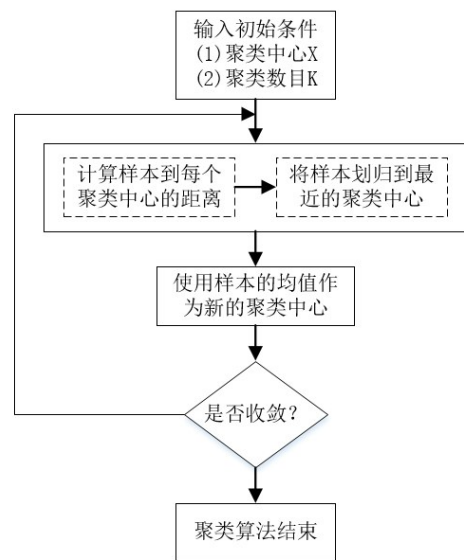 输入初始条件
(1)聚类中心X
(2)聚类数目K
计算样本到每个
聚类中心的距离
将样本划归到最
近的聚类中心
使用样本的均值作
为新的聚类中心
是否收敛？
聚类算法结束